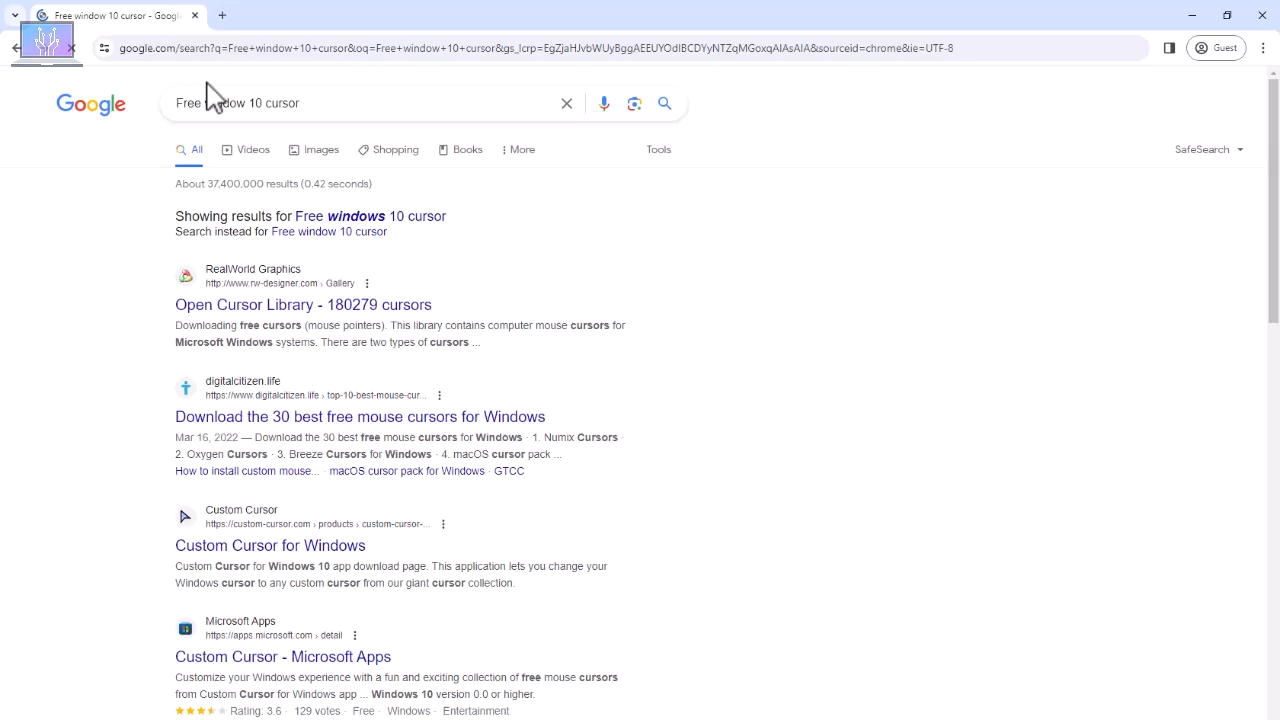 Free window 10 cursor - Googl
google.com/search?q=Free+window+10+cursor&oq=Free+window+10+cursor&gs_lcrp=EgZjaHJvbWUyBggAEEUYOdIBCDYyNTZqMGoxqAIAsAIA&sourceid=chrome&ie=UTF-8
Guest
Google
Free window 10 cursor
All
Videos
Images
Shopping
Books
More
Tools
SafeSearch
About 37,400,000 results (0.42 seconds)
Showing results for Free windows 10 cursor
Search instead for Free window 10 cursor
RealWorld Graphics
http://www.rw-designer.com › Gallery
Open Cursor Library - 180279 cursors
Downloading free cursors (mouse pointers). This library contains computer mouse cursors for
Microsoft Windows systems. There are two types of cursors ...
digitalcitizen.life
https://www.digitalcitizen.life › top-10-best-mouse-cur...
Download the 30 best free mouse cursors for Windows
Mar 16, 2022 — Download the 30 best free mouse cursors for Windows · 1. Numix Cursors ·
2. Oxygen Cursors · 3. Breeze Cursors for Windows · 4. macOS cursor pack ...
How to install custom mouse... · macOS cursor pack for Windows · GTCC
Custom Cursor
https://custom-cursor.com › products › custom-cursor-...
Custom Cursor for Windows
Custom Cursor for Windows 10 app download page. This application lets you change your
Windows cursor to any custom cursor from our giant cursor collection.
Microsoft Apps
https://apps.microsoft.com › detail
Custom Cursor - Microsoft Apps
Customize your Windows experience with a fun and exciting collection of free mouse cursors
from Custom Cursor for Windows app ... Windows 10 version 0.0 or higher.
Rating: 3.6 · 129 votes · Free · Windows · Entertainment